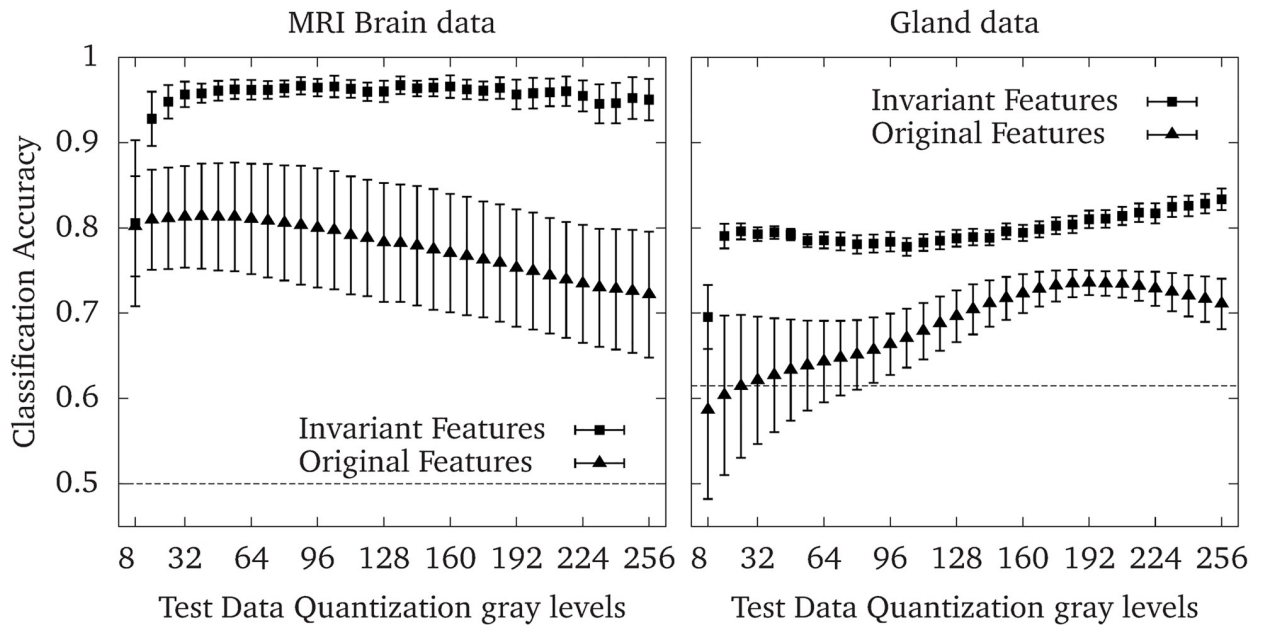 MRI Brain data
Gland data
Classification Accuracy
1
0.9
0.8
0.7
0.6
0.5
Invariant Features
Original Features
Invariant Features
Original Features
8 32 64 96 128 160 192 224 256
8 32 64 96 128 160 192 224 256
Test Data Quantization gray levels
Test Data Quantization gray levels